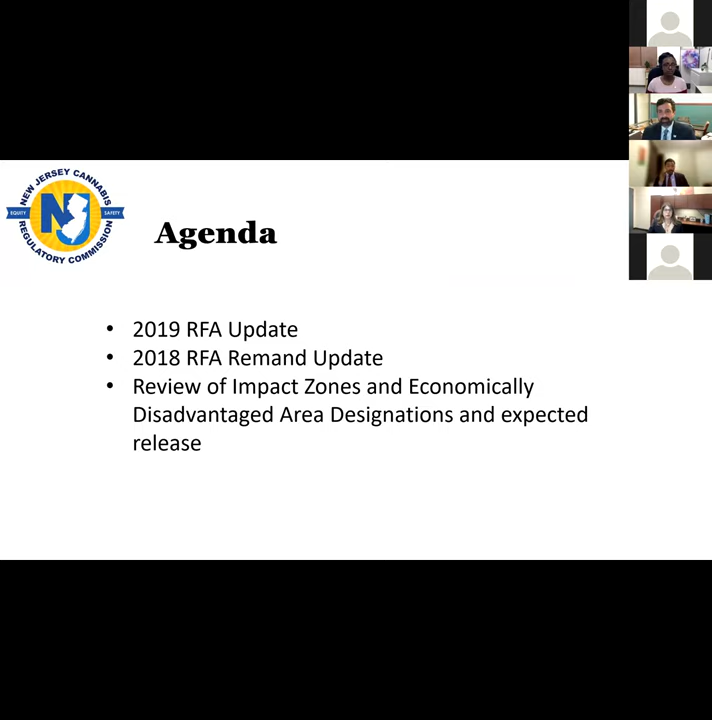 NEW JERSEY CANNABIS
EQUITY
NJ
SAFETY
REGULATORY COMMISSION
Agenda
• 2019 RFA Update
• 2018 RFA Remand Update
• Review of Impact Zones and Economically
Disadvantaged Area Designations and expected
release